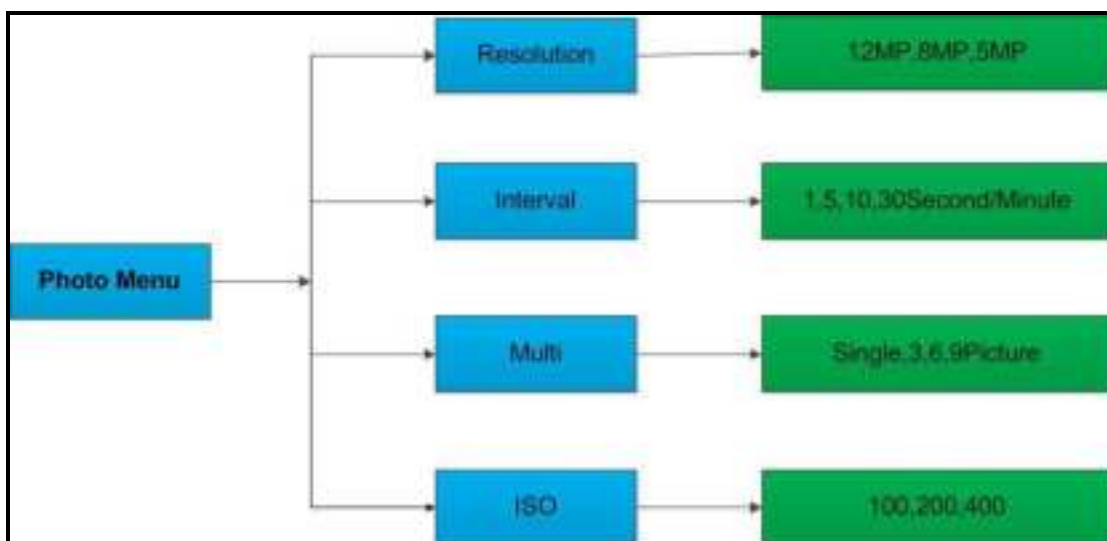 Resolution
12MP,8MP,5MP
Interval
1,5,10,30Second/Minute
Photo Menu
Multi
Single,3,6,9Picture
ISO
100,200,400